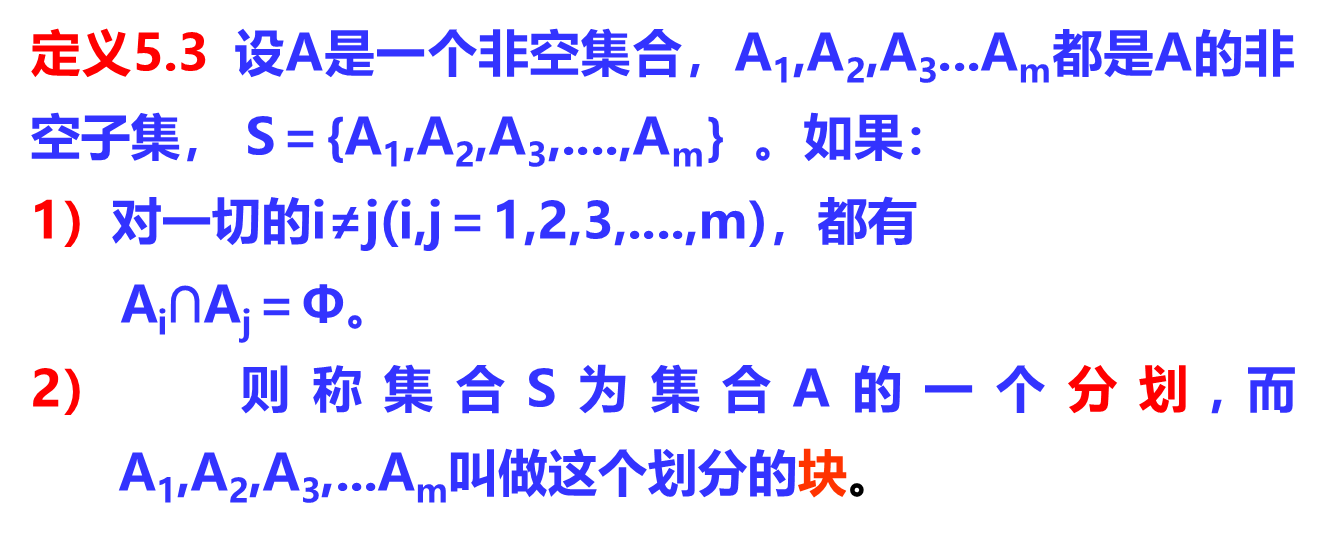 定义5.3 设A是一个非空集合，A₁,A₂,A₃…Aₘ都是A的非
空子集， S＝{A₁,A₂,A₃,....,Aₘ} 。如果：
1）对一切的i≠j(i,j＝1,2,3,....,m)，都有
Aᵢ∩Aⱼ＝Φ。
2） 则称集合S为集合A的一个分划,而
A₁,A₂,A₃,…Aₘ叫做这个划分的块。